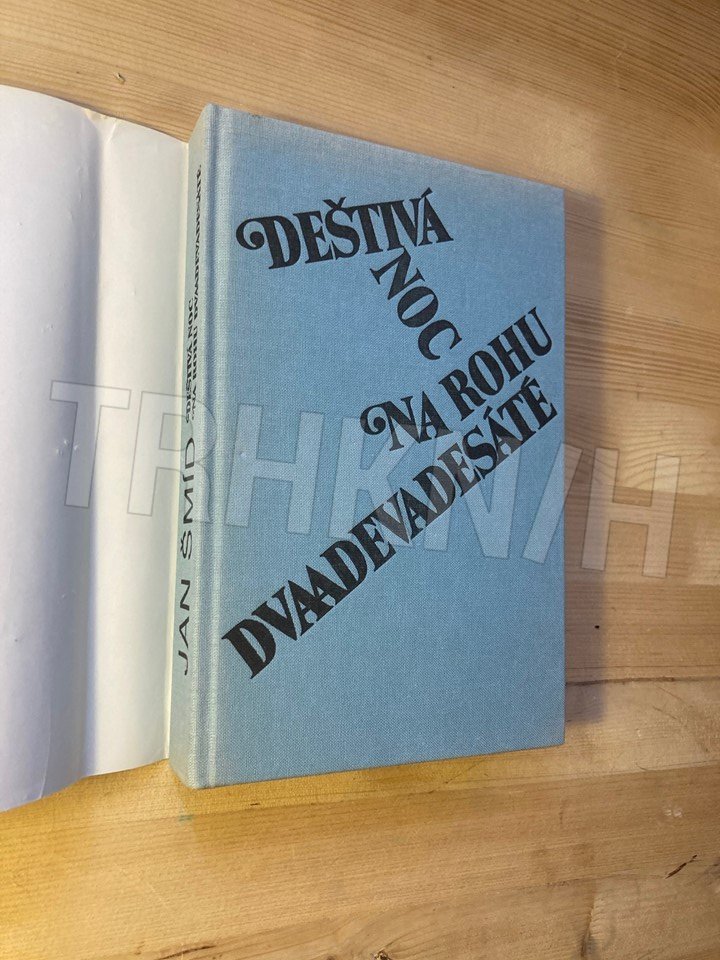 DEŠTIVÁ
NOC
NA ROHU
DVAADEVADESÁTÉ
JAN ŠMÍD
DEŠTIVÁ NOC
NA ROHU DVAADEVADESÁTÉ
TRHKNIH